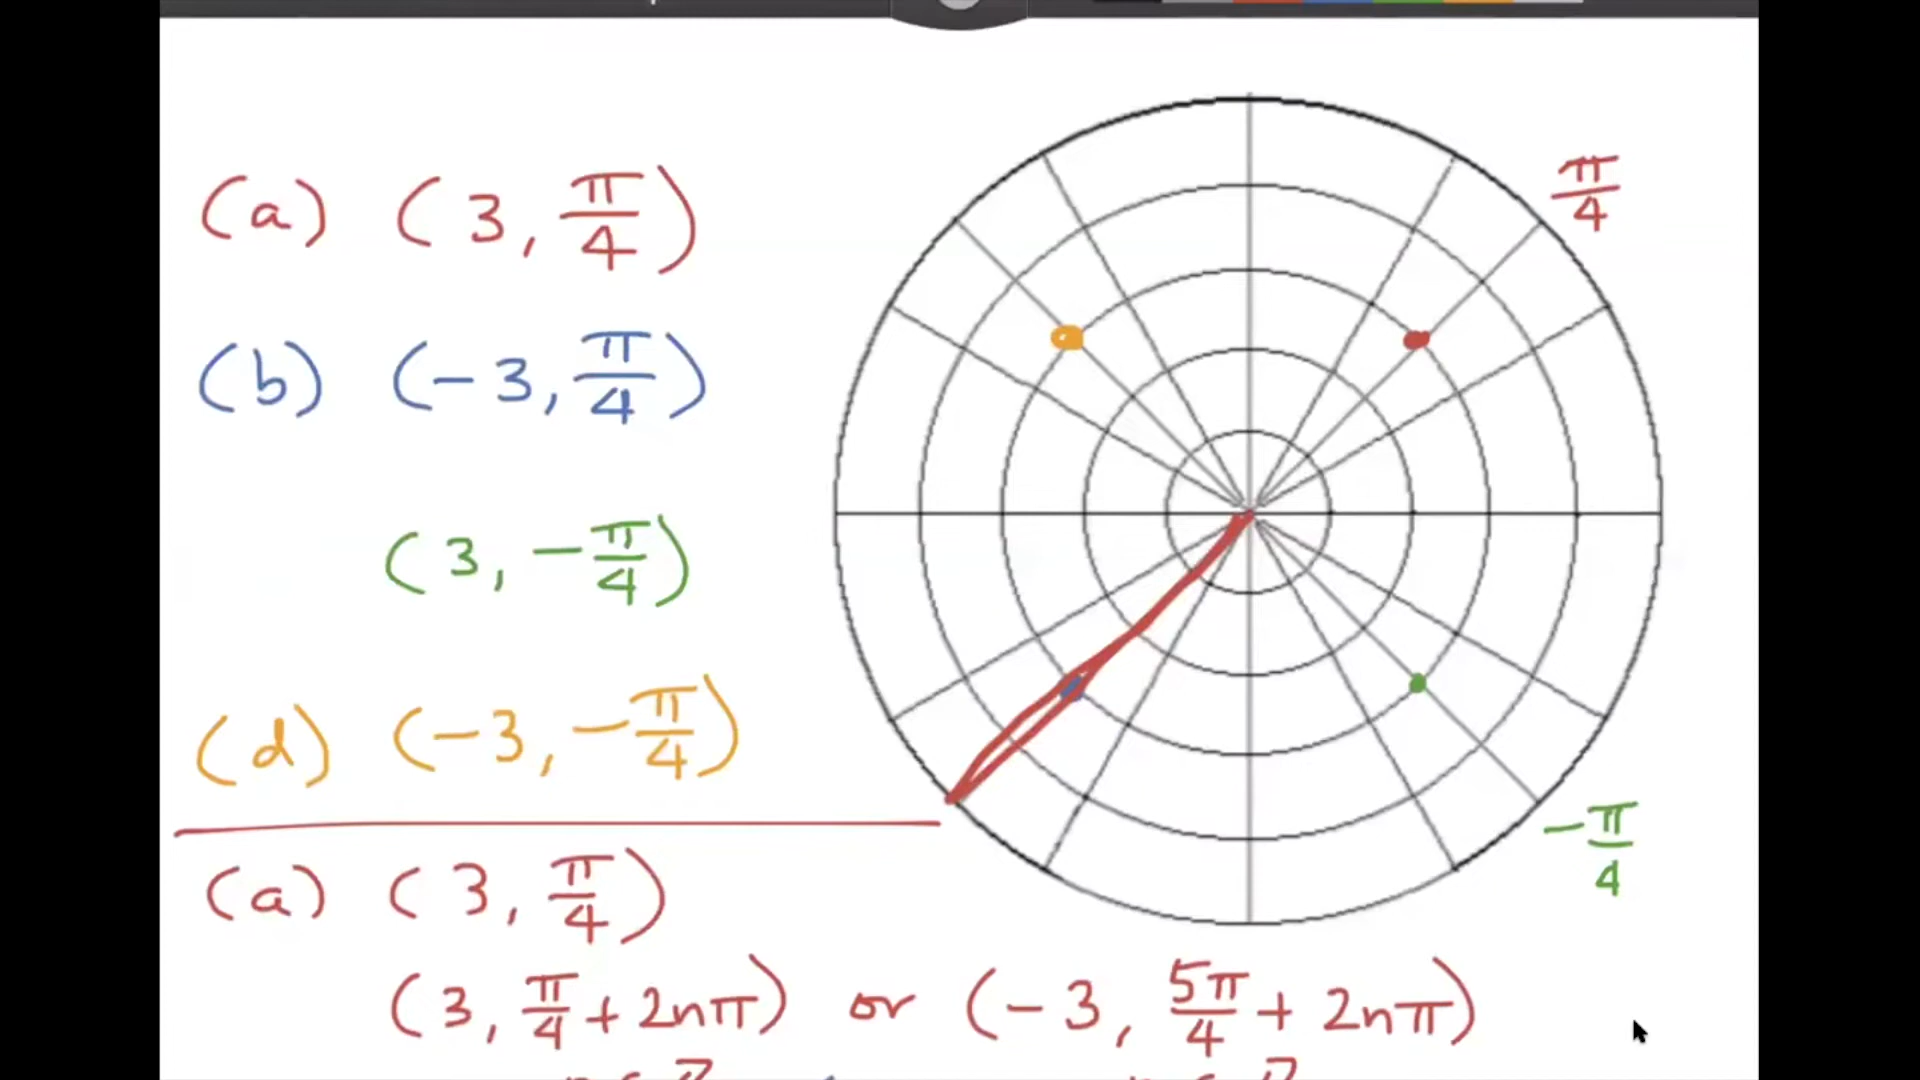 (a) (3, π/4)
π/4
(b) (-3, π/4)
(3, -π/4)
(d) (-3, -π/4)
-π/4
(a) (3, π/4)
(3, π/4 + 2nπ) or (-3, 5π/4 + 2nπ)